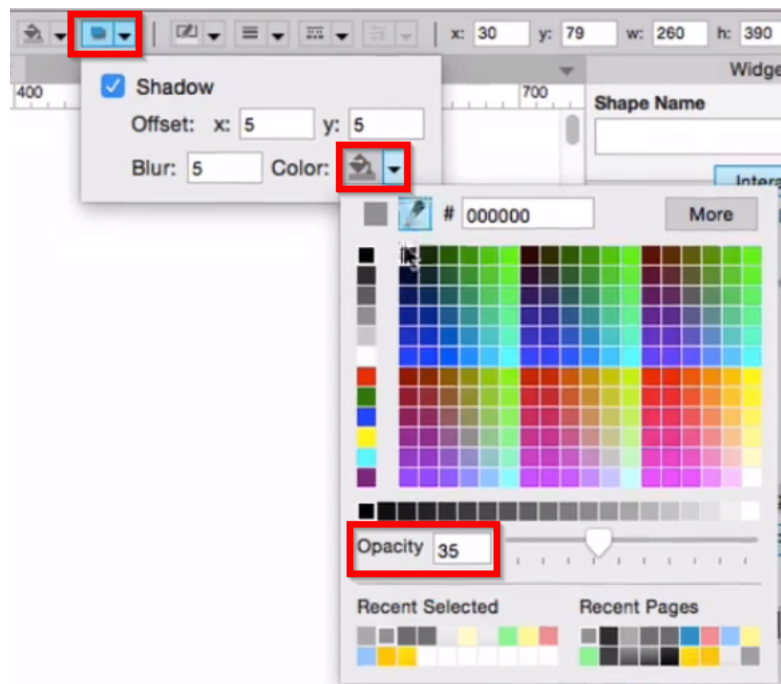 x: 30 y: 79 w: 260 h: 390
Widge
400 700
Shadow
Shape Name
Offset: x: 5 y: 5
Blur: 5 Color:
Intera
# 000000 More
Opacity 35
Recent Selected Recent Pages